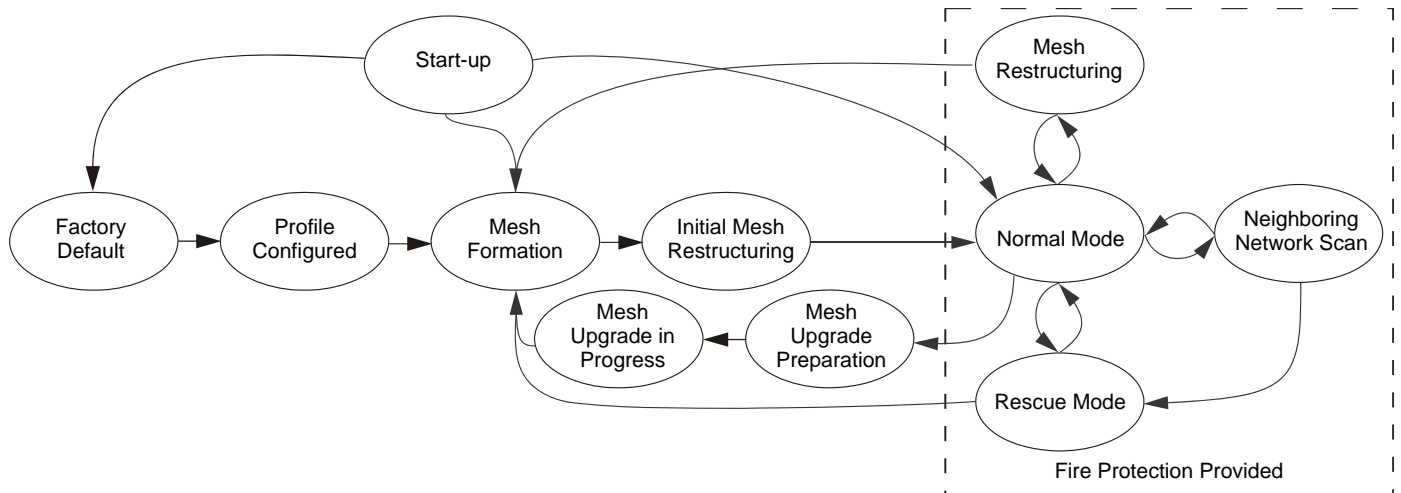 Start-up
Mesh
Restructuring
Factory
Default
Profile
Configured
Mesh
Formation
Initial Mesh
Restructuring
Normal Mode
Neighboring
Network Scan
Mesh
Upgrade in
Progress
Mesh
Upgrade
Preparation
Rescue Mode
Fire Protection Provided